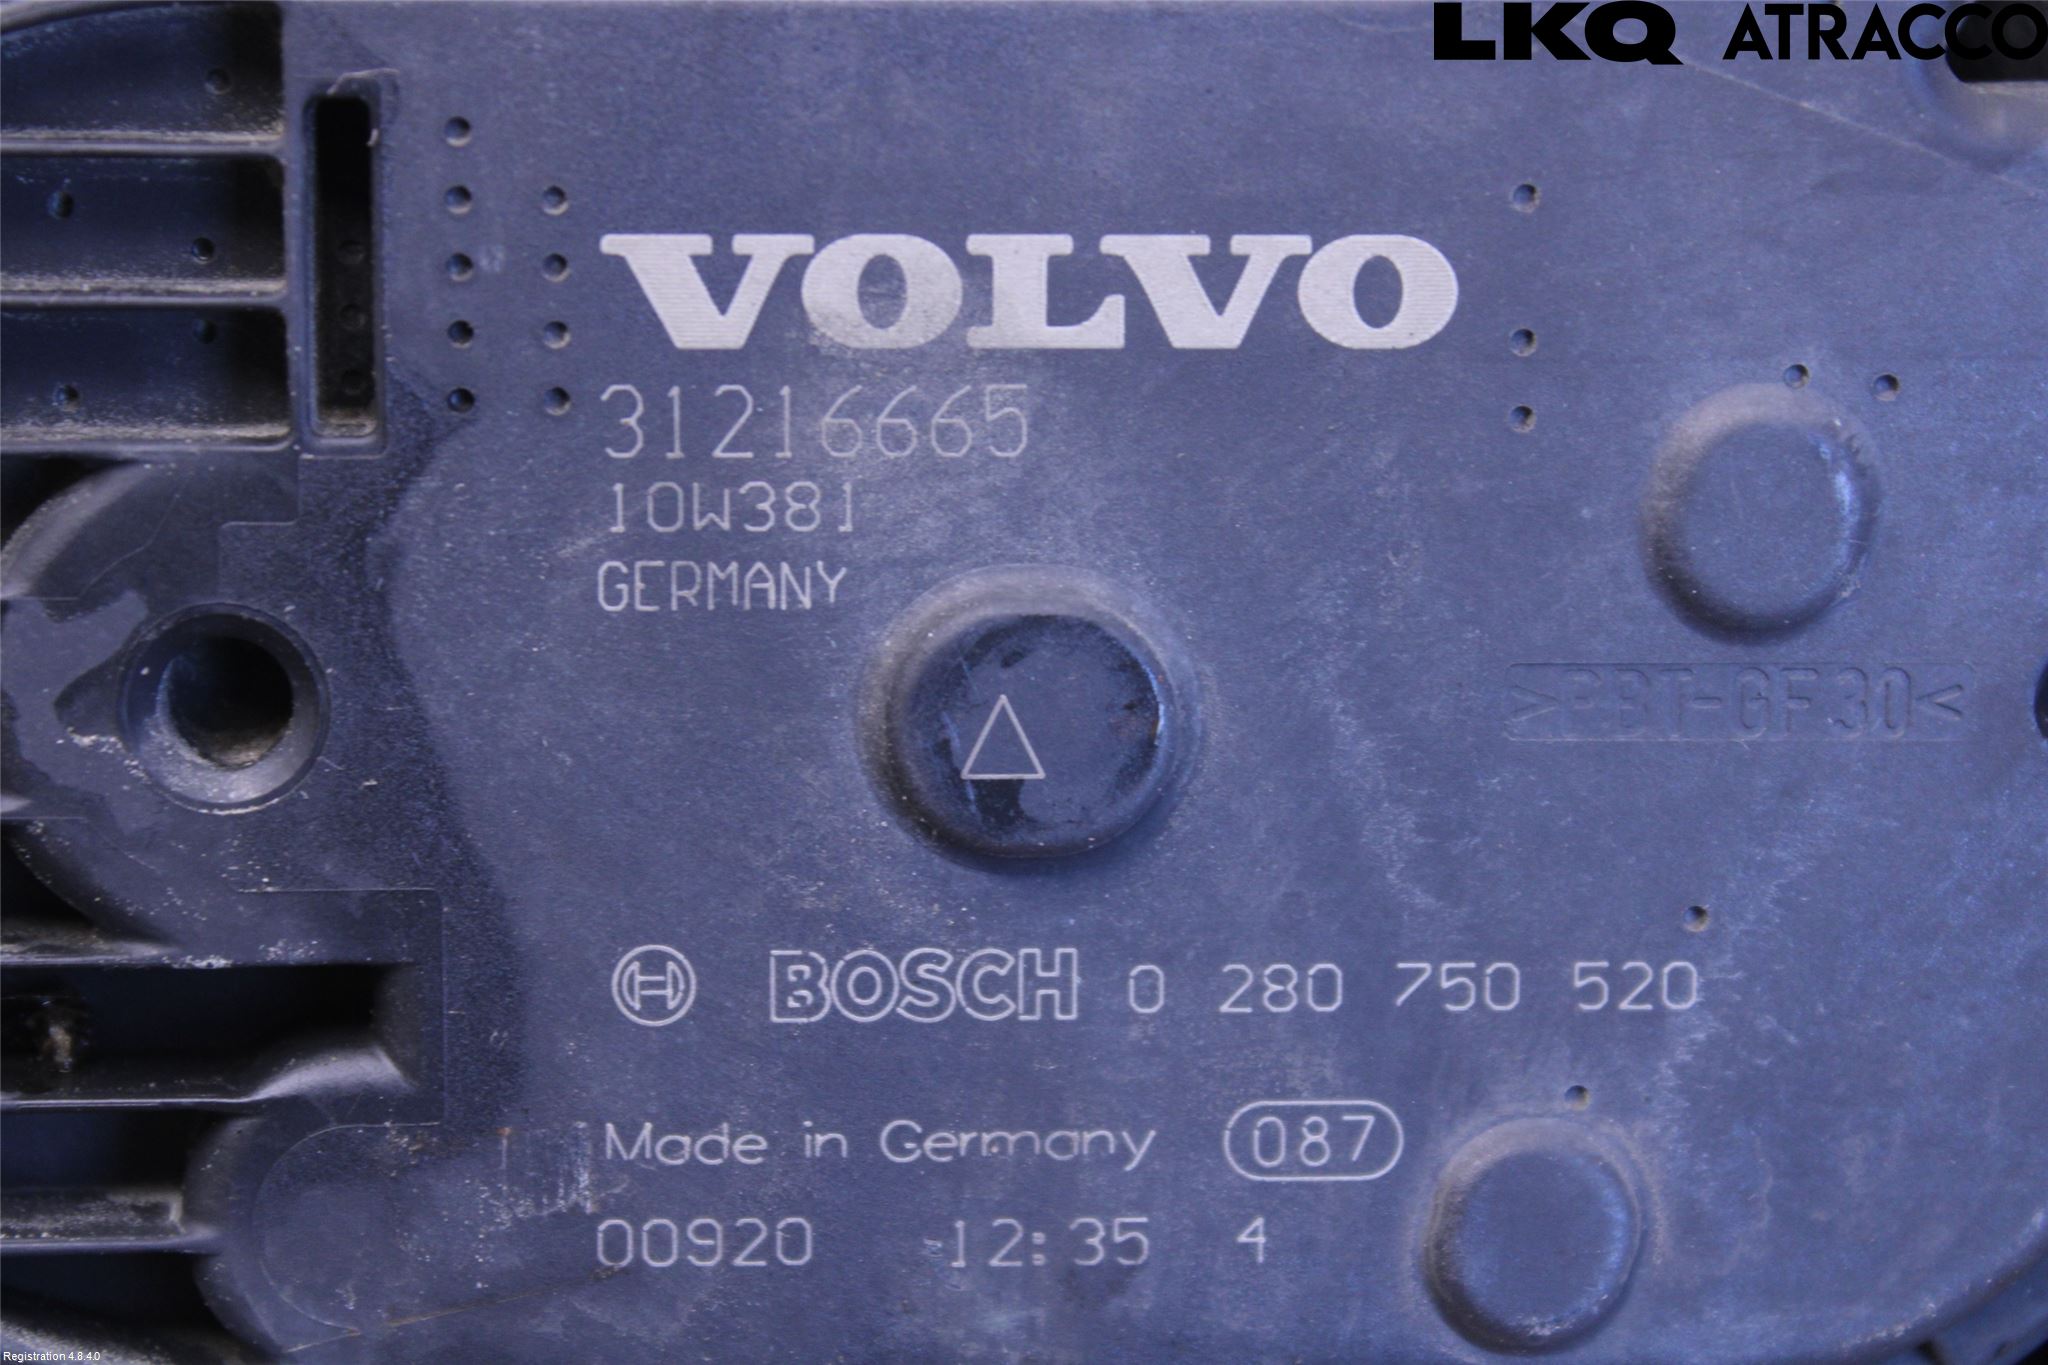 LKQ ATRACCO
VOLVO
31216665
10W381
GERMANY
>PBT-GF30<
BOSCH 0 280 750 520
Made in Germany 087
00920 12:35 4
Registration 4.8.4.0